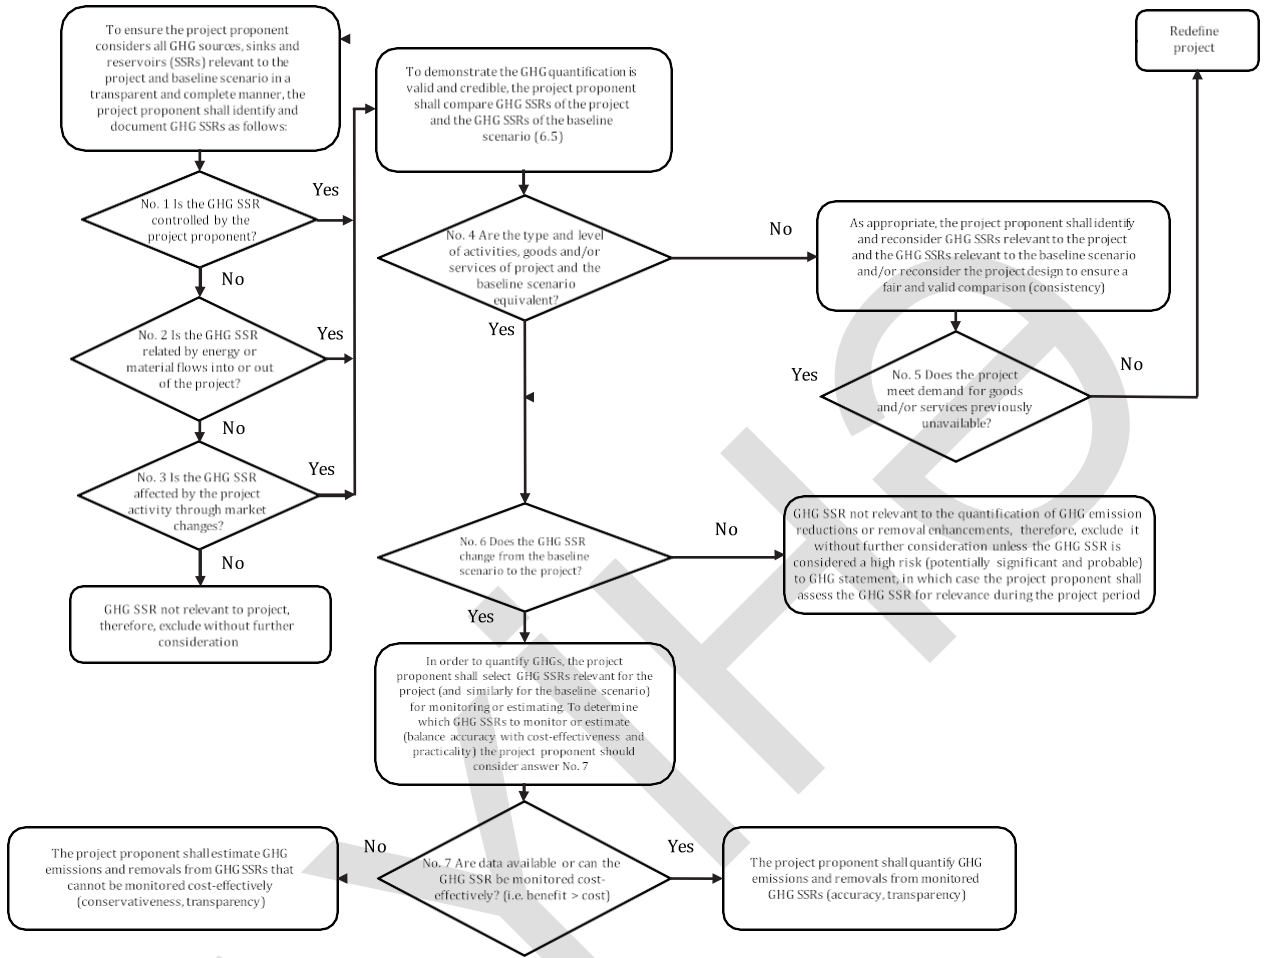 To ensure the project proponent
considers all GHG sources, sinks and
reservoirs (SSRs) relevant to the
project and baseline scenario in a
transparent and complete manner, the
project proponent shall identify and
document GHG SSRs as follows:
No. 1 Is the GHG SSR
controlled by the
project proponent?
Yes
No
No. 2 Is the GHG SSR
related by energy or
material flows into or out
of the project?
Yes
No
No. 3 Is the GHG SSR
affected by the project
activity through market
changes?
Yes
No
GHG SSR not relevant to project,
therefore, exclude without further
consideration
To demonstrate the GHG quantification is
valid and credible, the project proponent
shall compare GHG SSRs of the project
and the GHG SSRs of the baseline
scenario (6.5)
No. 4 Are the type and level
of activities, goods and/or
services of project and the
baseline scenario
equivalent?
No
Yes
As appropriate, the project proponent shall identify
and reconsider GHG SSRs relevant to the project
and the GHG SSRs relevant to the baseline scenario
and/or reconsider the project design to ensure a
fair and valid comparison (consistency)
No. 5 Does the project
meet demand for goods
and/or services previously
unavailable?
Yes
No
Redefine
project
No. 6 Does the GHG SSR
change from the baseline
scenario to the project?
No
Yes
GHG SSR not relevant to the quantification of GHG emission
reductions or removal enhancements, therefore, exclude it
without further consideration unless the GHG SSR is
considered a high risk (potentially significant and probable)
to GHG statement, in which case the project proponent shall
assess the GHG SSR for relevance during the project period
In order to quantify GHGs, the project
proponent shall select GHG SSRs relevant for the
project (and similarly for the baseline scenario)
for monitoring or estimating. To determine
which GHG SSRs to monitor or estimate
(balance accuracy with cost-effectiveness and
practicality) the project proponent should
consider answer No. 7
No. 7 Are data available or can the
GHG SSR be monitored cost-
effectively? (i.e. benefit > cost)
No
Yes
The project proponent shall estimate GHG
emissions and removals from GHG SSRs that
cannot be monitored cost-effectively
(conservativeness, transparency)
The project proponent shall quantify GHG
emissions and removals from monitored
GHG SSRs (accuracy, transparency)